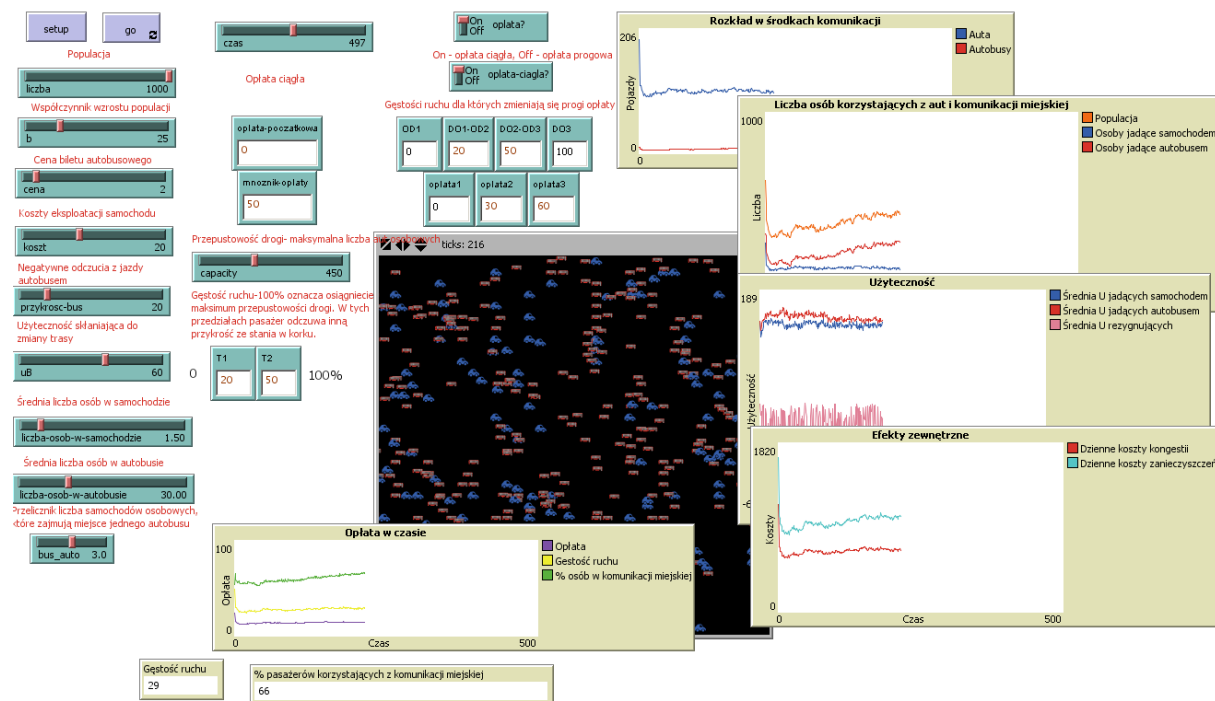 setup
go
Populacja
liczba 1000
Współczynnik wzrostu populacji
b 25
Cena biletu autobusowego
cena 2
Koszty eksploatacji samochodu
koszt 20
Negatywne odczucia z jazdy
autobusem
przykrosc-bus 20
Użyteczność skłaniająca do
zmiany trasy
uB 60
Średnia liczba osób w samochodzie
liczba-osob-w-samochodzie 1.50
Średnia liczba osób w autobusie
liczba-osob-w-autobusie 30.00
Przelicznik liczba samochodów osobowych,
które zajmują miejsce jednego autobusu
bus_auto 3.0
czas 497
Opłata ciągła
oplata-poczatkowa
0
mnoznik-oplaty
50
Przepustowość drogi- maksymalna liczba aut osobowych
capacity 450
Gęstość ruchu-100% oznacza osiągniecie
maksimum przepustowości drogi. W tych
przedziałach pasażer odczuwa inną
przykrość ze stania w korku.
0
T1
20
T2
50
100%
On
Off
oplata?
On - opłata ciągła, Off - opłata progowa
On
Off
oplata-ciagla?
Gęstości ruchu dla których zmieniają się progi opłaty
OD1
0
DO1-OD2
20
DO2-OD3
50
DO3
100
oplata1
0
oplata2
30
oplata3
60
ticks: 216
Rozkład w środkach komunikacji
206
Pojazdy
0
0
Auta
Autobusy
Liczba osób korzystających z aut i komunikacji miejskiej
1000
Liczba
Populacja
Osoby jadące samochodem
Osoby jadące autobusem
Użyteczność
189
Użyteczność
-6
Średnia U jadących samochodem
Średnia U jadących autobusem
Średnia U rezygnujących
Efekty zewnętrzne
1820
Koszty
0
0
Czas
500
Dzienne koszty kongestii
Dzienne koszty zanieczyszczeń
Opłata w czasie
100
Opłata
0
0
Czas
500
Opłata
Gestość ruchu
% osób w komunikacji miejskiej
Gęstość ruchu
29
% pasażerów korzystających z komunikacji miejskiej
66